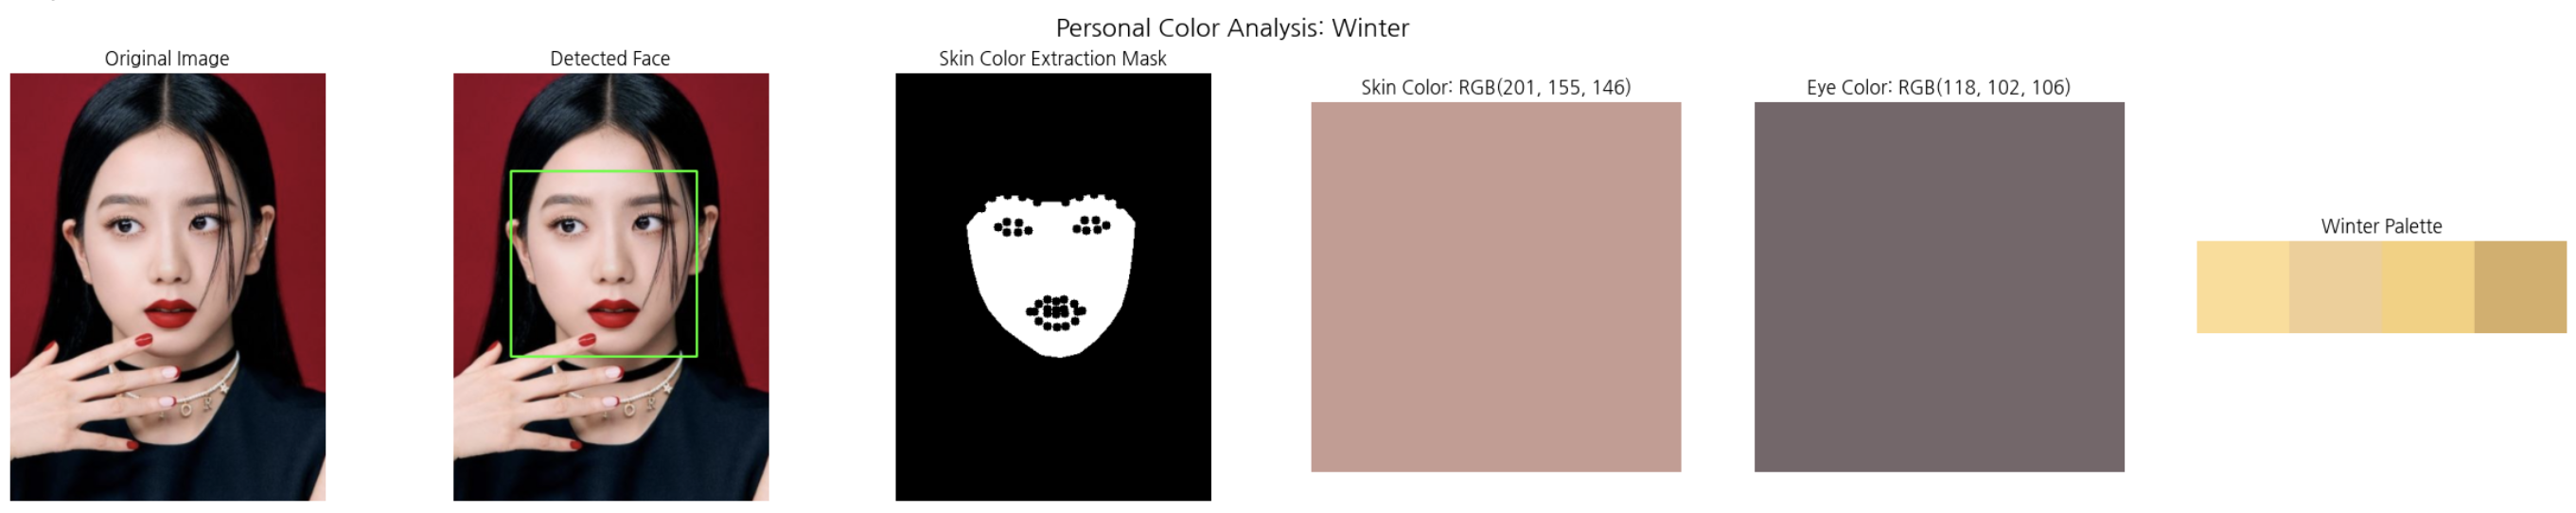 Personal Color Analysis: Winter
Original Image
Detected Face
Skin Color Extraction Mask
Skin Color: RGB(201, 155, 146)
Eye Color: RGB(118, 102, 106)
Winter Palette